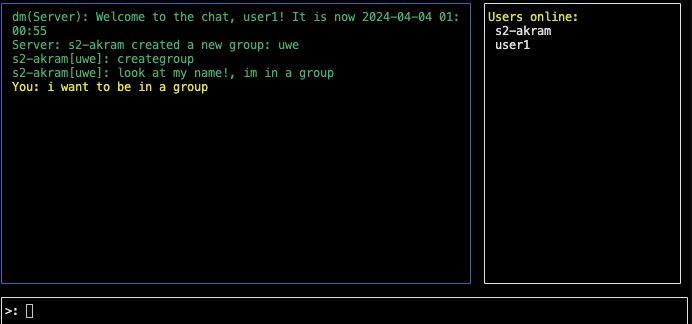 dm(Server): Welcome to the chat, user1! It is now 2024-04-04 01:
00:55
Server: s2-akram created a new group: uwe
s2-akram[uwe]: creategroup
s2-akram[uwe]: look at my name!, im in a group
You: i want to be in a group
Users online:
s2-akram
user1
>: